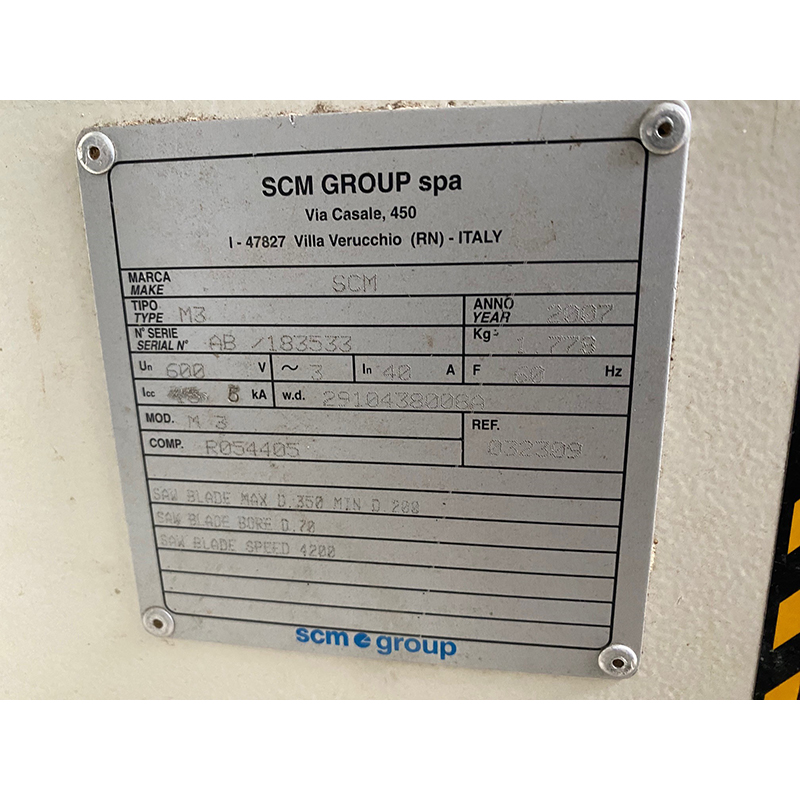 SCM GROUP spa
Via Casale, 450
I - 47827 Villa Verucchio (RN) - ITALY
MARCA
MAKE SCM
TIPO
TYPE M3
ANNO
YEAR 2007
N° SERIE
SERIAL N° AB /183533
Kg 1.778
Un 600 V ~ 3 In 40 A F 60 Hz
Icc 5 kA w.d. 2910438006A
MOD. M 3
REF.
COMP. R054405 032309
SAW BLADE MAX D.350 MIN D.200
SAW BLADE BORE D.70
SAW BLADE SPEED 4200
scm group